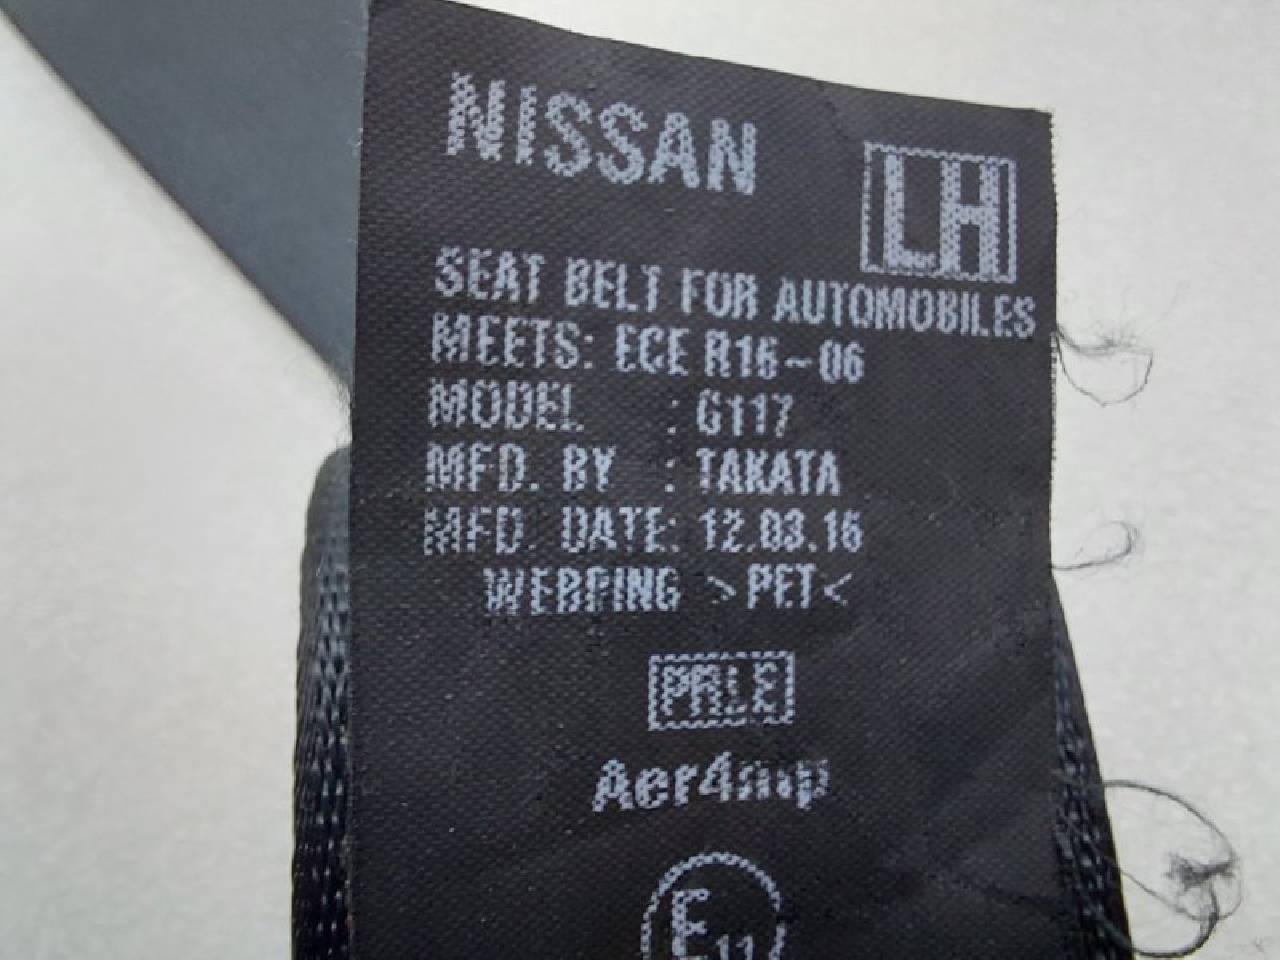 NISSAN
LH
SEAT BELT FOR AUTOMOBILES
MEETS: ECE R16~06
MODEL : G117
MFD. BY : TAKATA
MFD. DATE: 12.03.16
WEBBING >PET<
PRLE
Aer4mp
E11